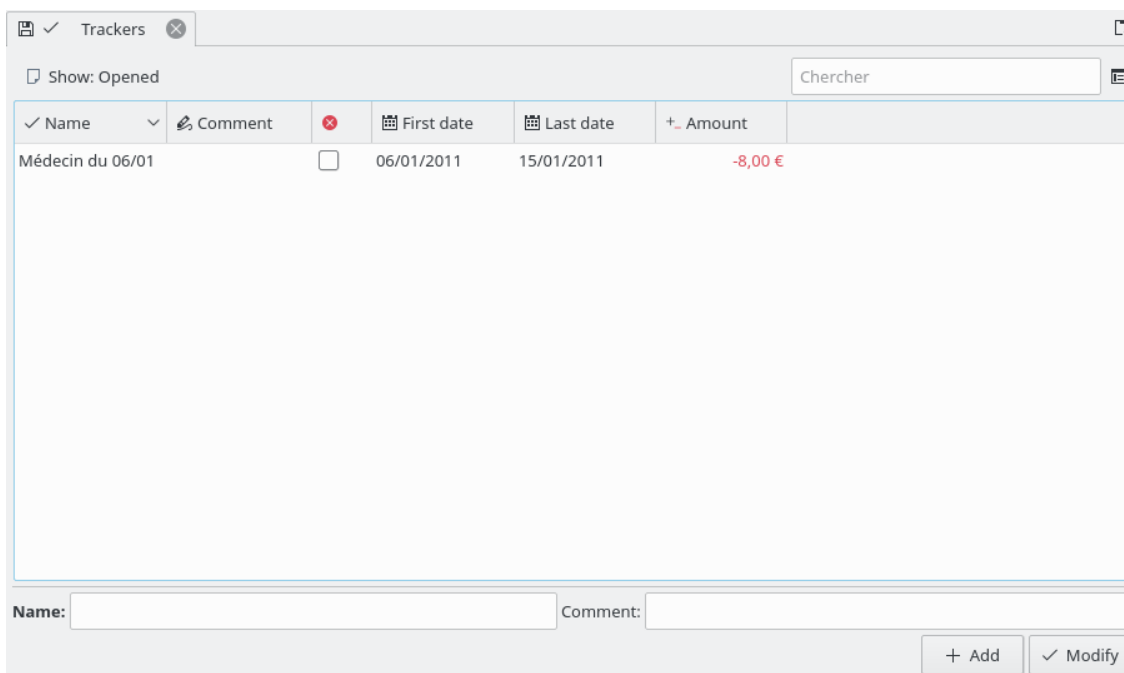 Trackers
Show: Opened
Chercher
Name Comment First date Last date Amount
Médecin du 06/01 06/01/2011 15/01/2011 -8,00 €
Name: Comment:
Add Modify